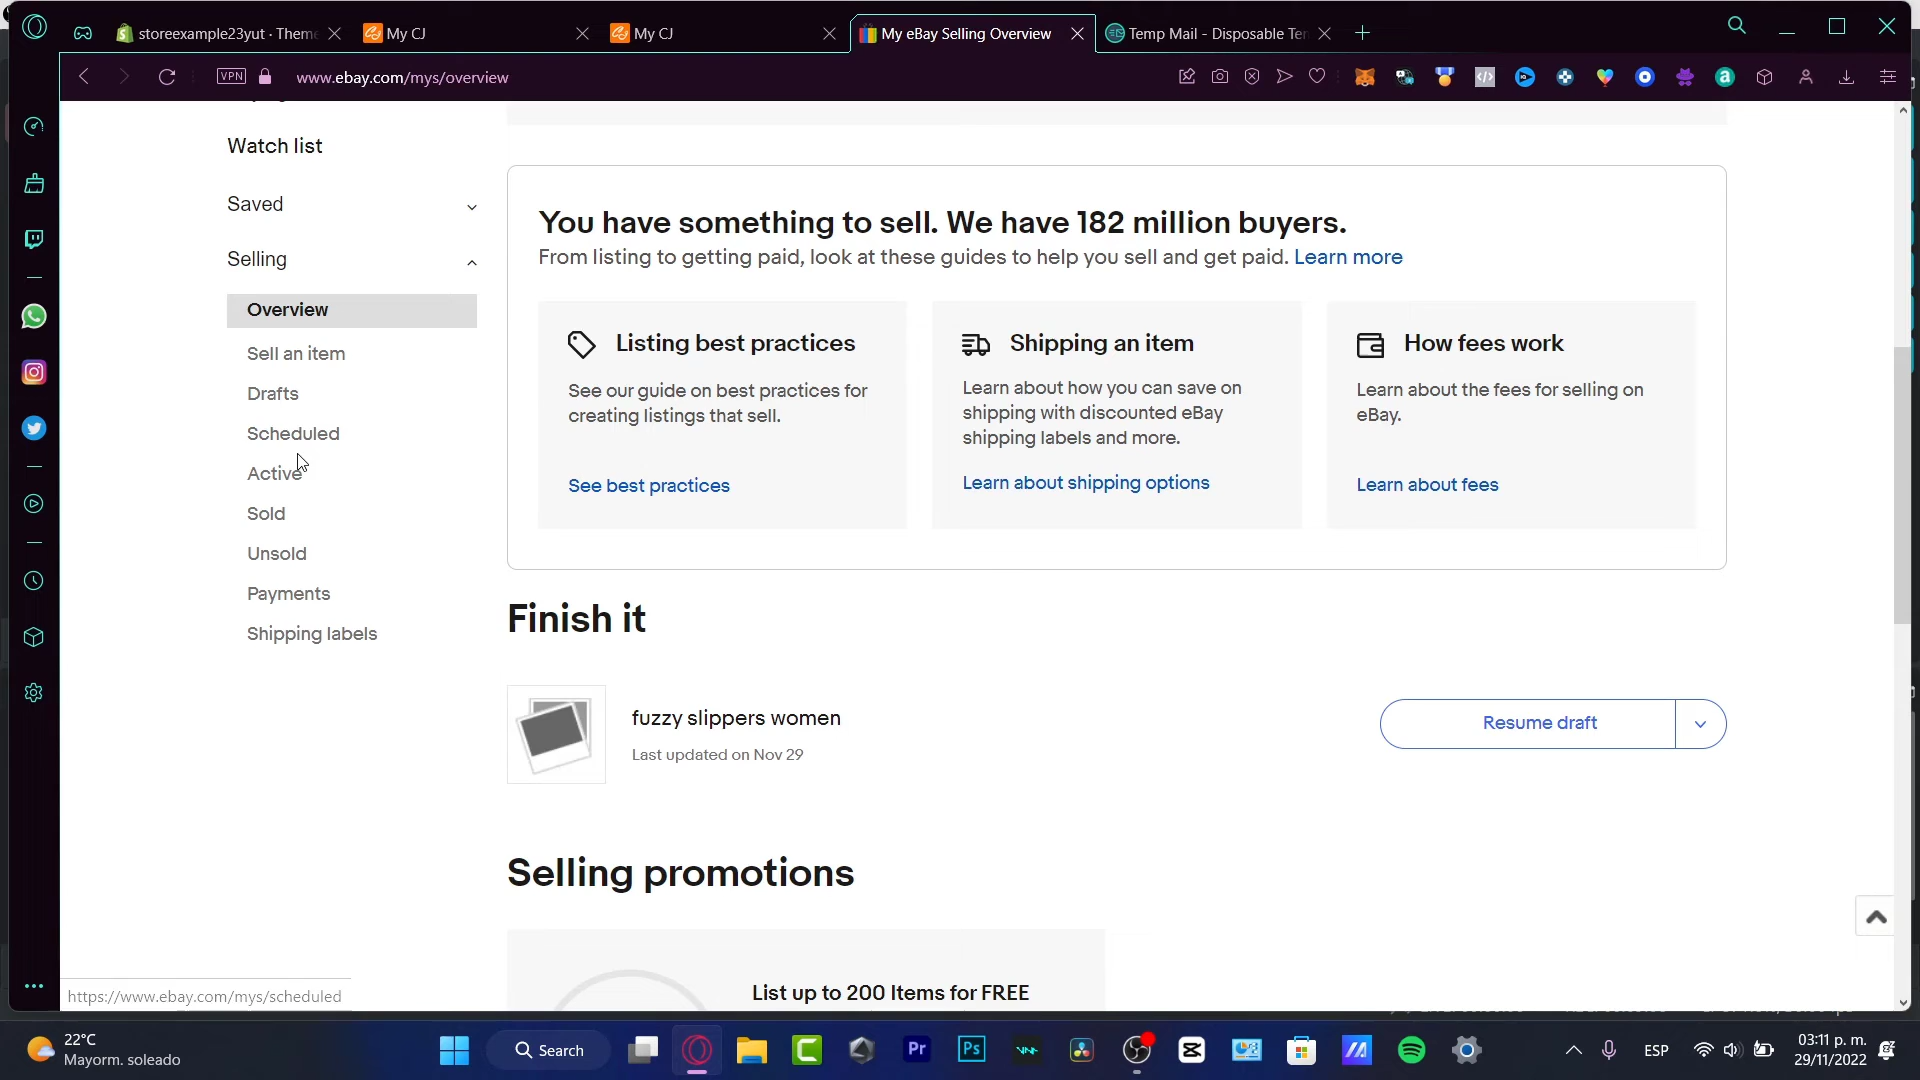 storeexample23yut · Theme
My CJ
My CJ
My eBay Selling Overview
Temp Mail - Disposable Te
VPN
www.ebay.com/mys/overview
Watch list
Saved
Selling
Overview
Sell an item
Drafts
Scheduled
Active
Sold
Unsold
Payments
Shipping labels
You have something to sell. We have 182 million buyers.
From listing to getting paid, look at these guides to help you sell and get paid. Learn more
Listing best practices
See our guide on best practices for
creating listings that sell.
See best practices
Shipping an item
Learn about how you can save on
shipping with discounted eBay
shipping labels and more.
Learn about shipping options
How fees work
Learn about the fees for selling on
eBay.
Learn about fees
Finish it
fuzzy slippers women
Last updated on Nov 29
Resume draft
Selling promotions
List up to 200 Items for FREE
https://www.ebay.com/mys/scheduled
22°C
Mayorm. soleado
Search
Pr
Ps
ESP
03:11 p. m.
29/11/2022